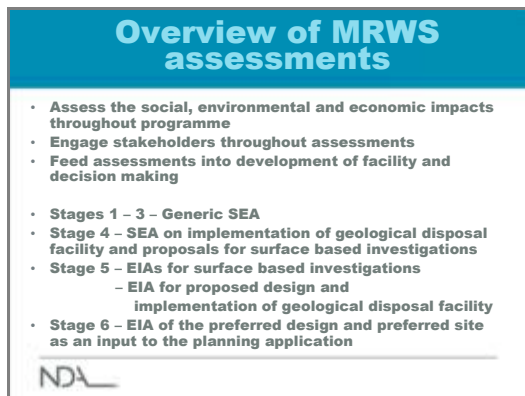 Overview of MRWS
assessments
• Assess the social, environmental and economic impacts
throughout programme
• Engage stakeholders throughout assessments
• Feed assessments into development of facility and
decision making
• Stages 1 – 3 – Generic SEA
• Stage 4 – SEA on implementation of geological disposal
facility and proposals for surface based investigations
• Stage 5 – EIAs for surface based investigations
– EIA for proposed design and
implementation of geological disposal facility
• Stage 6 – EIA of the preferred design and preferred site
as an input to the planning application
NDA